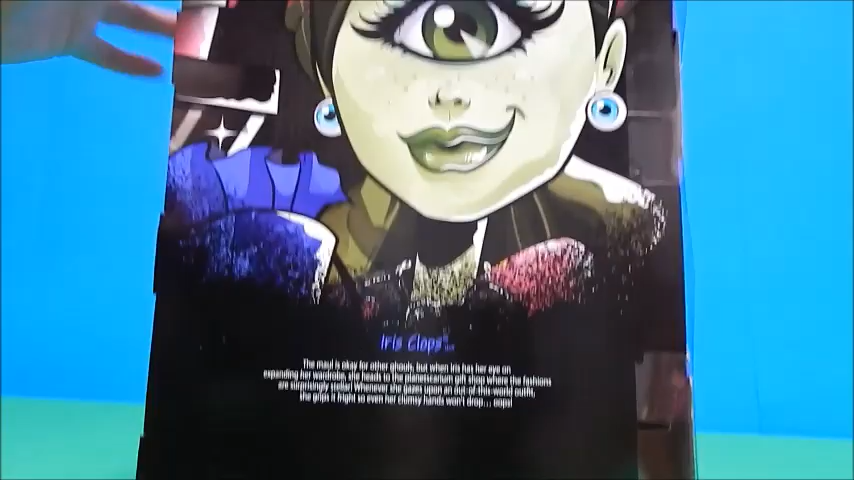 Iris Clops™...
The maul is okay for other ghouls, but when Iris has her eye on
expanding her wardrobe, she heads to the planetscarium gift shop where the fashions
are surprisingly stellar! Whenever she gazes upon an out-of-this-world outfit,
she grips it tight so even her clumsy hands won't drop... oops!